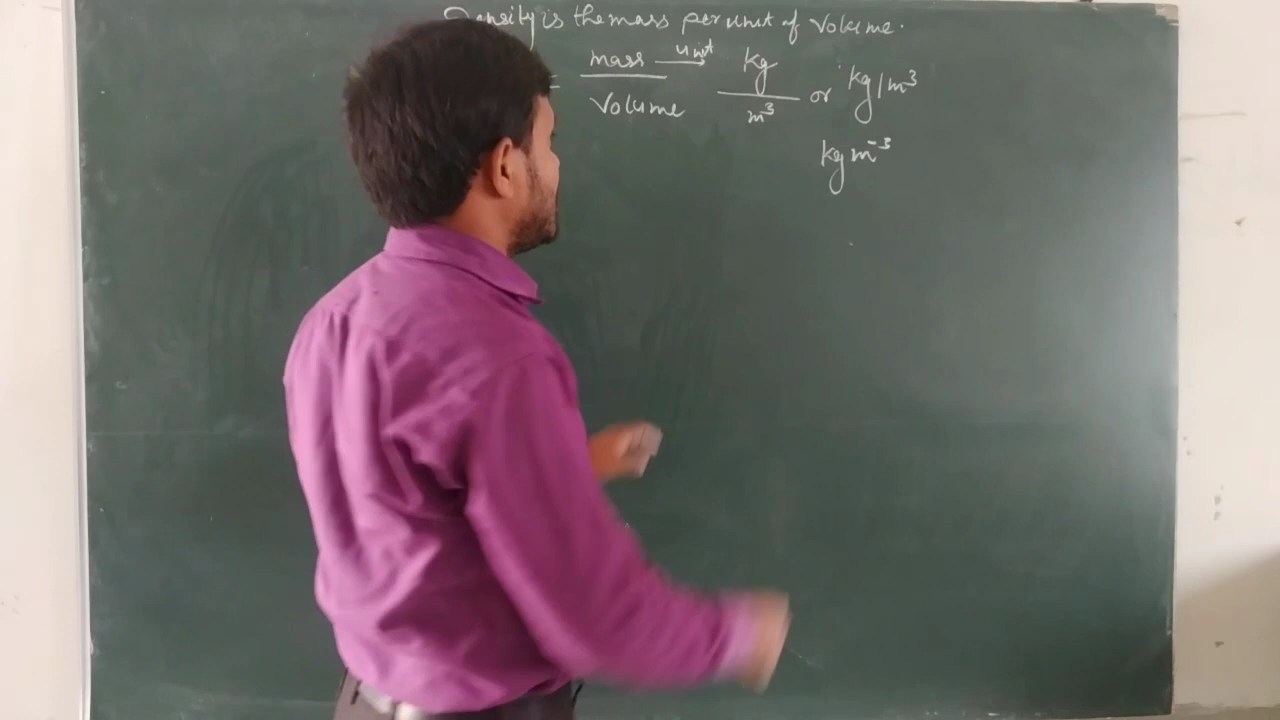 Density is the mass per unit of Volume.
= mass unit → kg
Volume m³ or kg/m³
kg m⁻³